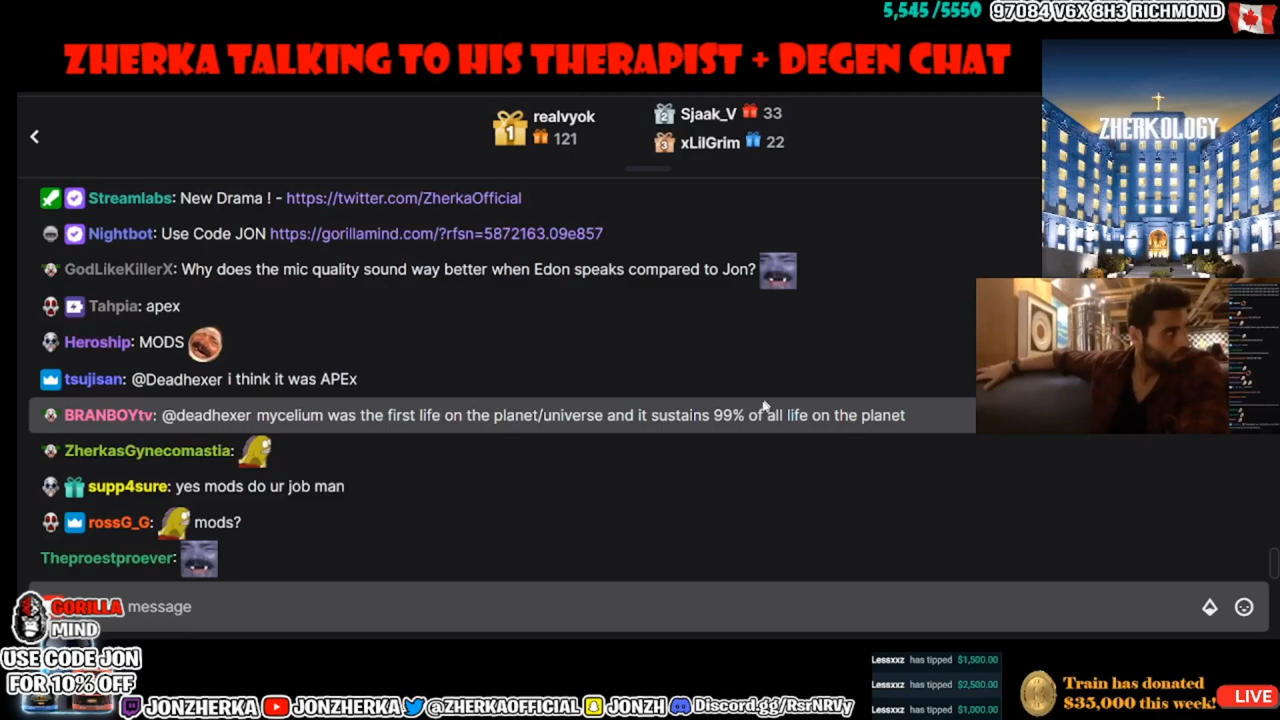 5,545 /5550
97084 V6X 8H3 RICHMOND
ZHERKA TALKING TO HIS THERAPIST + DEGEN CHAT
ZHERKOLOGY
1 realvyok 121
2 Sjaak_V 33
3 xLilGrim 22
Streamlabs: New Drama ! - https://twitter.com/ZherkaOfficial
Nightbot: Use Code JON https://gorillamind.com/?rfsn=5872163.09e857
GodLikeKillerX: Why does the mic quality sound way better when Edon speaks compared to Jon?
Tahpia: apex
Heroship: MODS
tsujisan: @Deadhexer i think it was APEx
BRANBOYtv: @deadhexer mycelium was the first life on the planet/universe and it sustains 99% of all life on the planet
ZherkasGynecomastia:
supp4sure: yes mods do ur job man
rossG_G: mods?
Theproestproever:
message
GORILLA
MIND
USE CODE JON
FOR 10% OFF
Lessxxz has tipped $1,500.00
Lessxxz has tipped $2,500.00
Lessxxz has tipped $1,000.00
Train has donated
$35,000 this week!
LIVE
JONZHERKA JONZHERKA @ZHERKAOFFICIAL JONZH Discord.gg/RsrNRVy